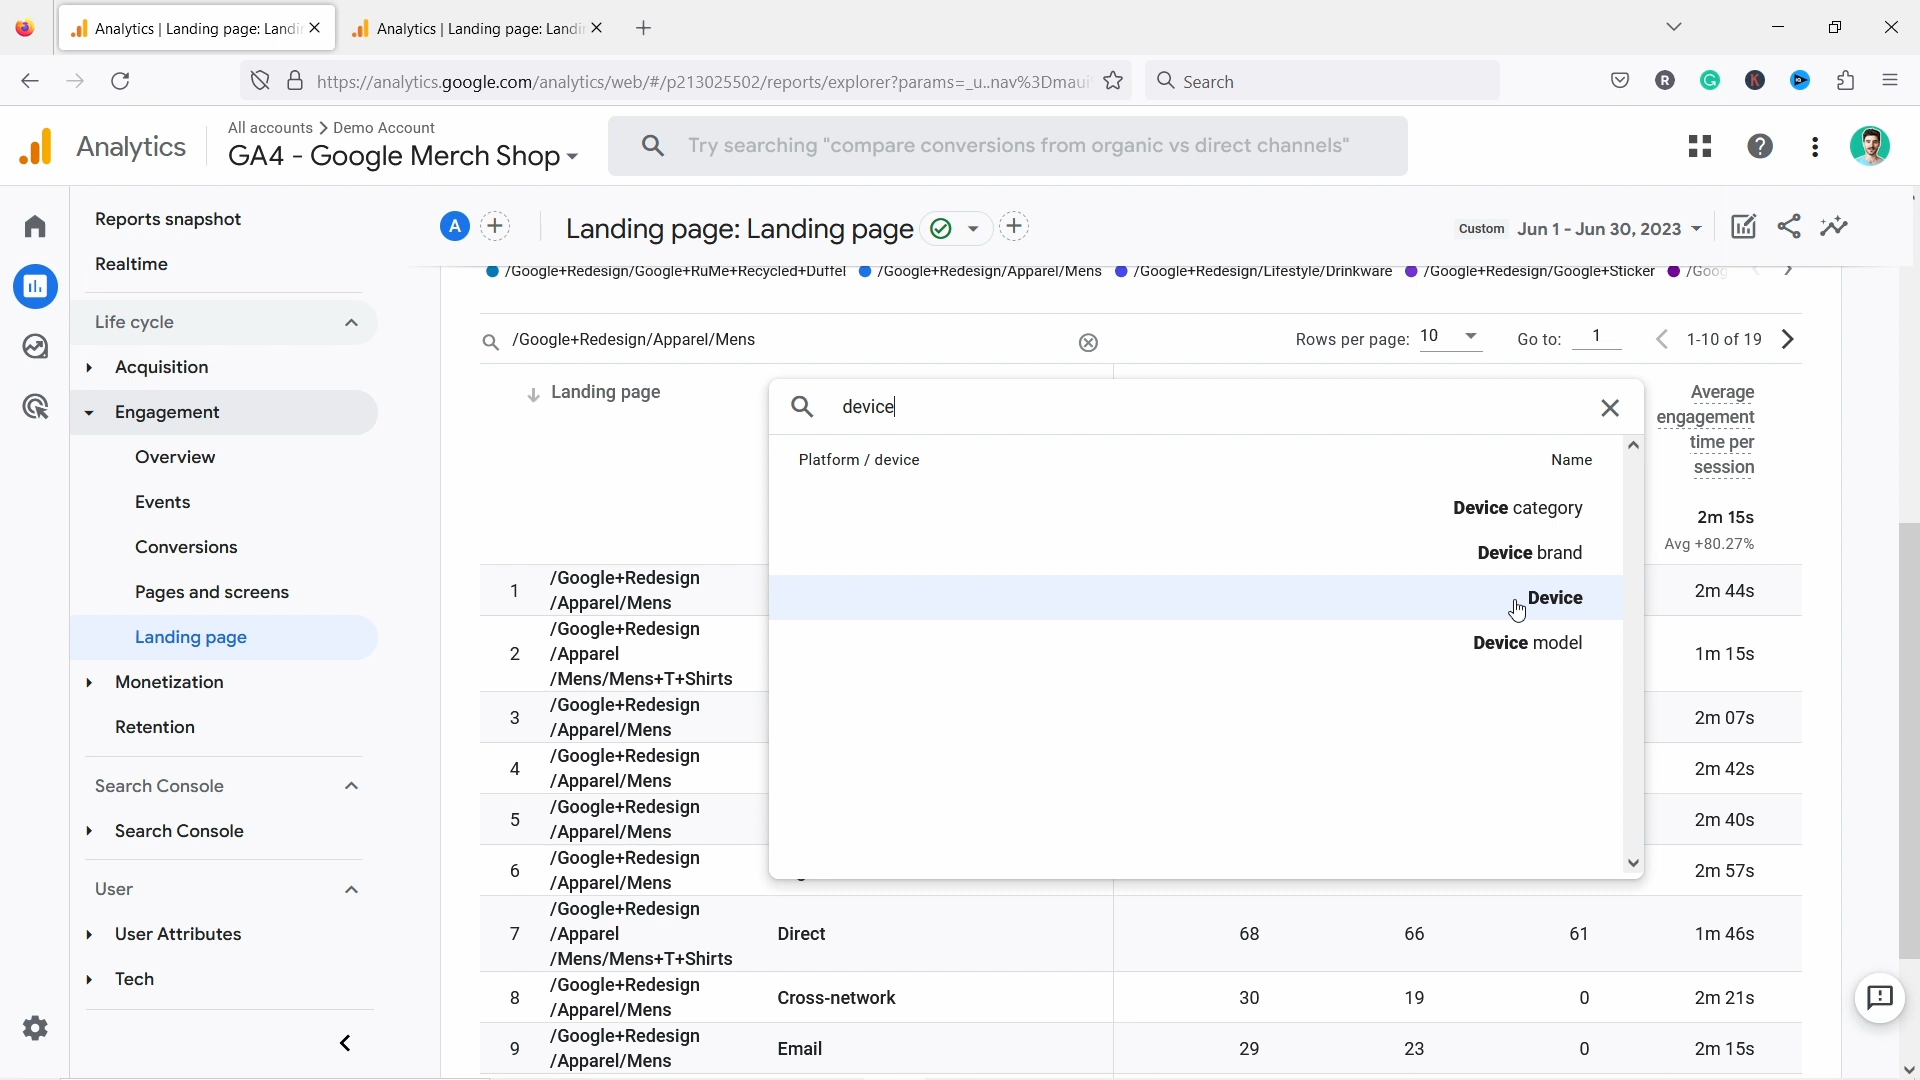 Analytics | Landing page: Landi
Analytics | Landing page: Landi
https://analytics.google.com/analytics/web/#/p213025502/reports/explorer?params=_u..nav%3Dmaui
Search
Analytics
All accounts > Demo Account
GA4 - Google Merch Shop
Try searching "compare conversions from organic vs direct channels"
Reports snapshot
Realtime
Life cycle
Acquisition
Engagement
Overview
Events
Conversions
Pages and screens
Landing page
Monetization
Retention
Search Console
Search Console
User
User Attributes
Tech
A
Landing page: Landing page
Custom Jun 1 - Jun 30, 2023
/Google+Redesign/Google+RuMe+Recycled+Duffel /Google+Redesign/Apparel/Mens /Google+Redesign/Lifestyle/Drinkware /Google+Redesign/Google+Sticker /Goog
/Google+Redesign/Apparel/Mens
Rows per page: 10 Go to: 1 1-10 of 19
Landing page
device
Platform / device Name
Device category
Device brand
Device
Device model
Average
engagement
time per
session
2m 15s
Avg +80.27%
1 /Google+Redesign
/Apparel/Mens 2m 44s
2 /Google+Redesign
/Apparel
/Mens/Mens+T+Shirts 1m 15s
3 /Google+Redesign
/Apparel/Mens 2m 07s
4 /Google+Redesign
/Apparel/Mens 2m 42s
5 /Google+Redesign
/Apparel/Mens 2m 40s
6 /Google+Redesign
/Apparel/Mens 2m 57s
7 /Google+Redesign
/Apparel
/Mens/Mens+T+Shirts Direct 68 66 61 1m 46s
8 /Google+Redesign
/Apparel/Mens Cross-network 30 19 0 2m 21s
9 /Google+Redesign
/Apparel/Mens Email 29 23 0 2m 15s